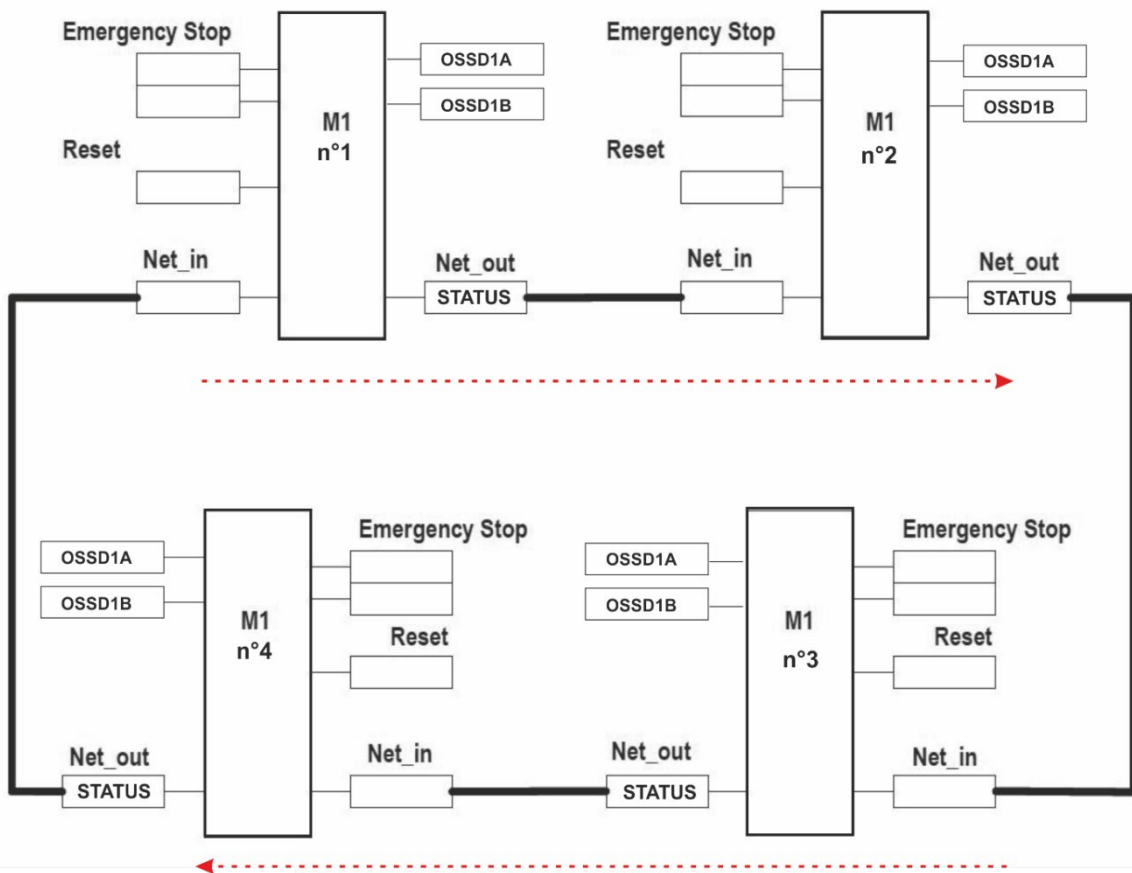 Emergency Stop
OSSD1A
OSSD1B
M1
n°1
Reset
Net_in
Net_out
STATUS
Emergency Stop
OSSD1A
OSSD1B
M1
n°2
Reset
Net_in
Net_out
STATUS
OSSD1A
OSSD1B
M1
n°4
Emergency Stop
Reset
Net_out
STATUS
Net_in
OSSD1A
OSSD1B
M1
n°3
Emergency Stop
Reset
Net_out
STATUS
Net_in